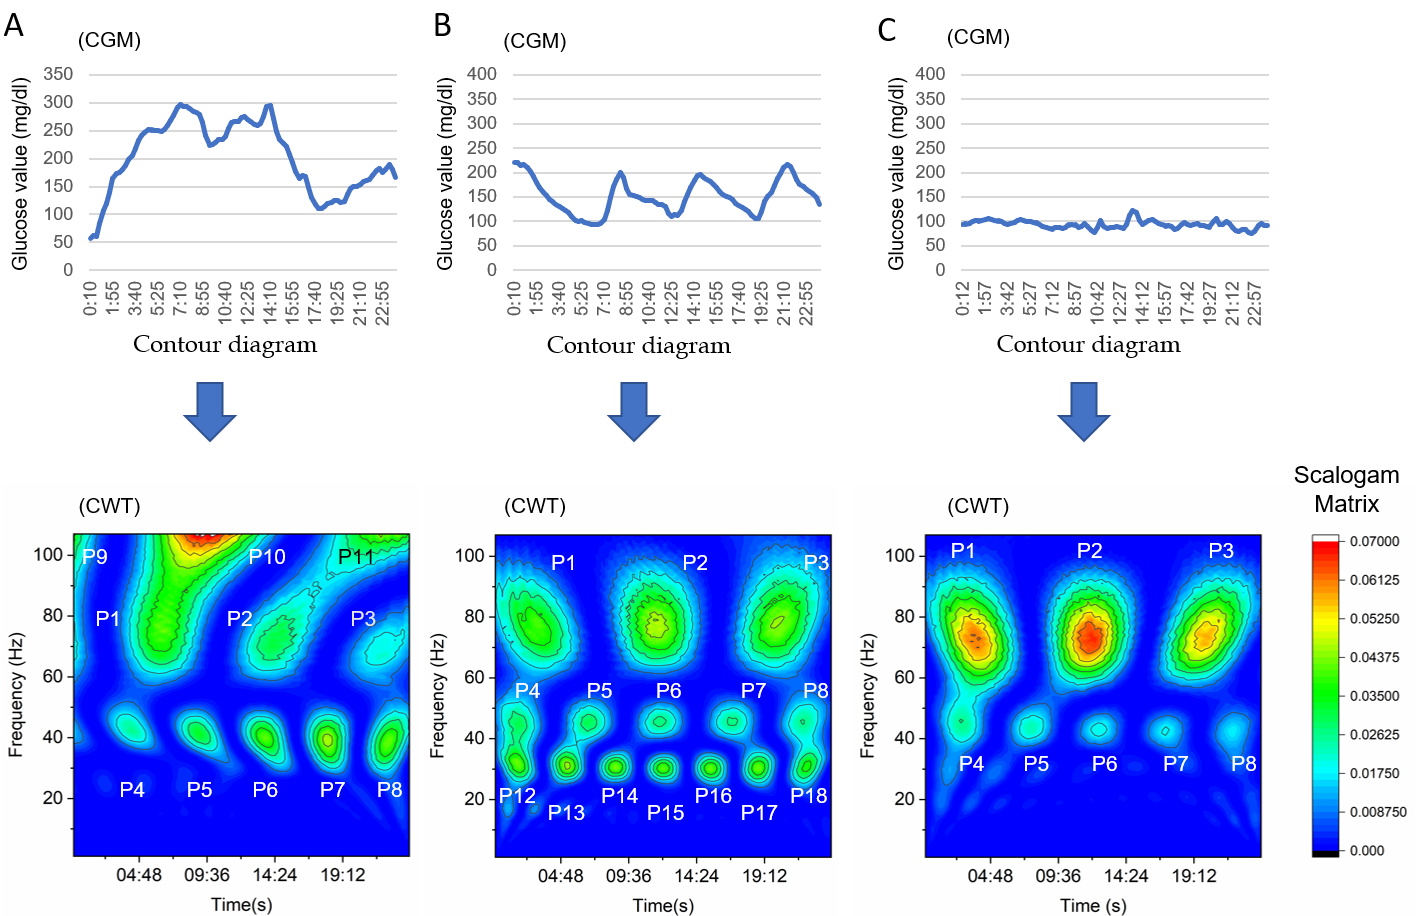 A
(CGM)
Glucose value (mg/dl)
350
300
250
200
150
100
50
0
0:10
1:55
3:40
5:25
7:10
8:55
10:40
12:25
14:10
15:55
17:40
19:25
21:10
22:55
Contour diagram
B
(CGM)
Glucose value (mg/dl)
400
350
300
250
200
150
100
50
0
0:10
1:55
3:40
5:25
7:10
8:55
10:40
12:25
14:10
15:55
17:40
19:25
21:10
22:55
Contour diagram
C
(CGM)
Glucose value (mg/dl)
400
350
300
250
200
150
100
50
0
0:12
1:57
3:42
5:27
7:12
8:57
10:42
12:27
14:12
15:57
17:42
19:27
21:12
22:57
Contour diagram
(CWT)
Frequency (Hz)
100
80
60
40
20
P9
P10
P11
P1
P2
P3
P4
P5
P6
P7
P8
04:48
09:36
14:24
19:12
Time(s)
(CWT)
Frequency (Hz)
100
80
60
40
20
P1
P2
P3
P4
P5
P6
P7
P8
P12
P13
P14
P15
P16
P17
P18
04:48
09:36
14:24
19:12
Time(s)
(CWT)
Frequency (Hz)
100
80
60
40
20
P1
P2
P3
P4
P5
P6
P7
P8
04:48
09:36
14:24
19:12
Time (s)
Scalogam
Matrix
0.07000
0.06125
0.05250
0.04375
0.03500
0.02625
0.01750
0.008750
0.000